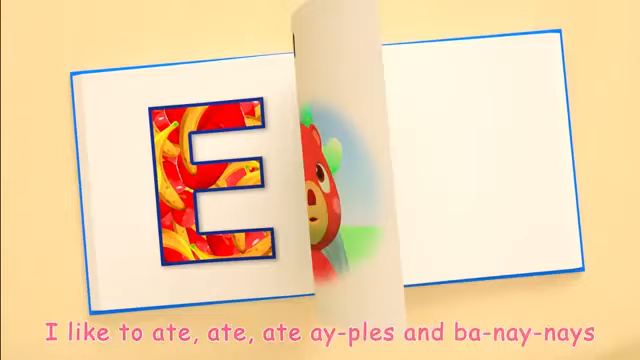 E
I like to ate, ate, ate ay-ples and ba-nay-nays